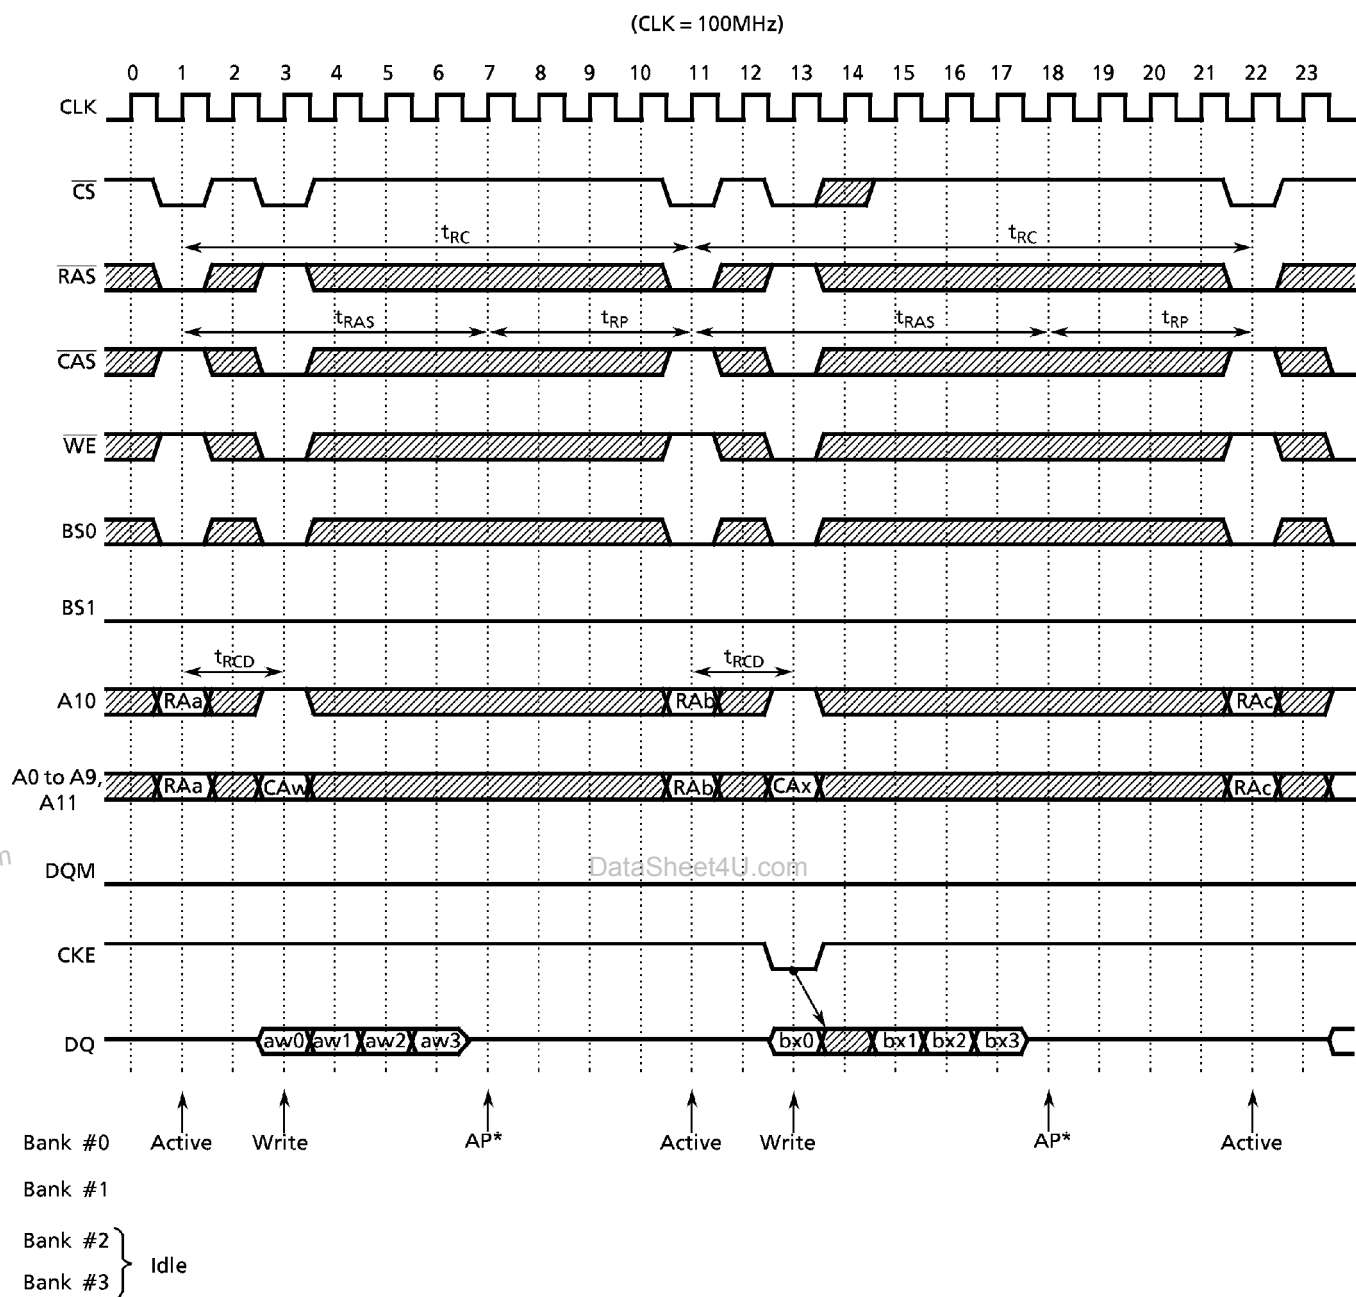 (CLK = 100MHz)
0 1 2 3 4 5 6 7 8 9 10 11 12 13 14 15 16 17 18 19 20 21 22 23
CLK
CS
tRC tRC
RAS
tRAS tRP tRAS tRP
CAS
WE
BS0
BS1
tRCD tRCD
A10 RAa RAb RAc
A0 to A9,
A11 RAa CAw RAb CAx RAc
DataSheet4U.com
DQM
CKE
DQ aw0 aw1 aw2 aw3 bx0 bx1 bx2 bx3
Bank #0 Active Write AP* Active Write AP* Active
Bank #1
Bank #2
Idle
Bank #3